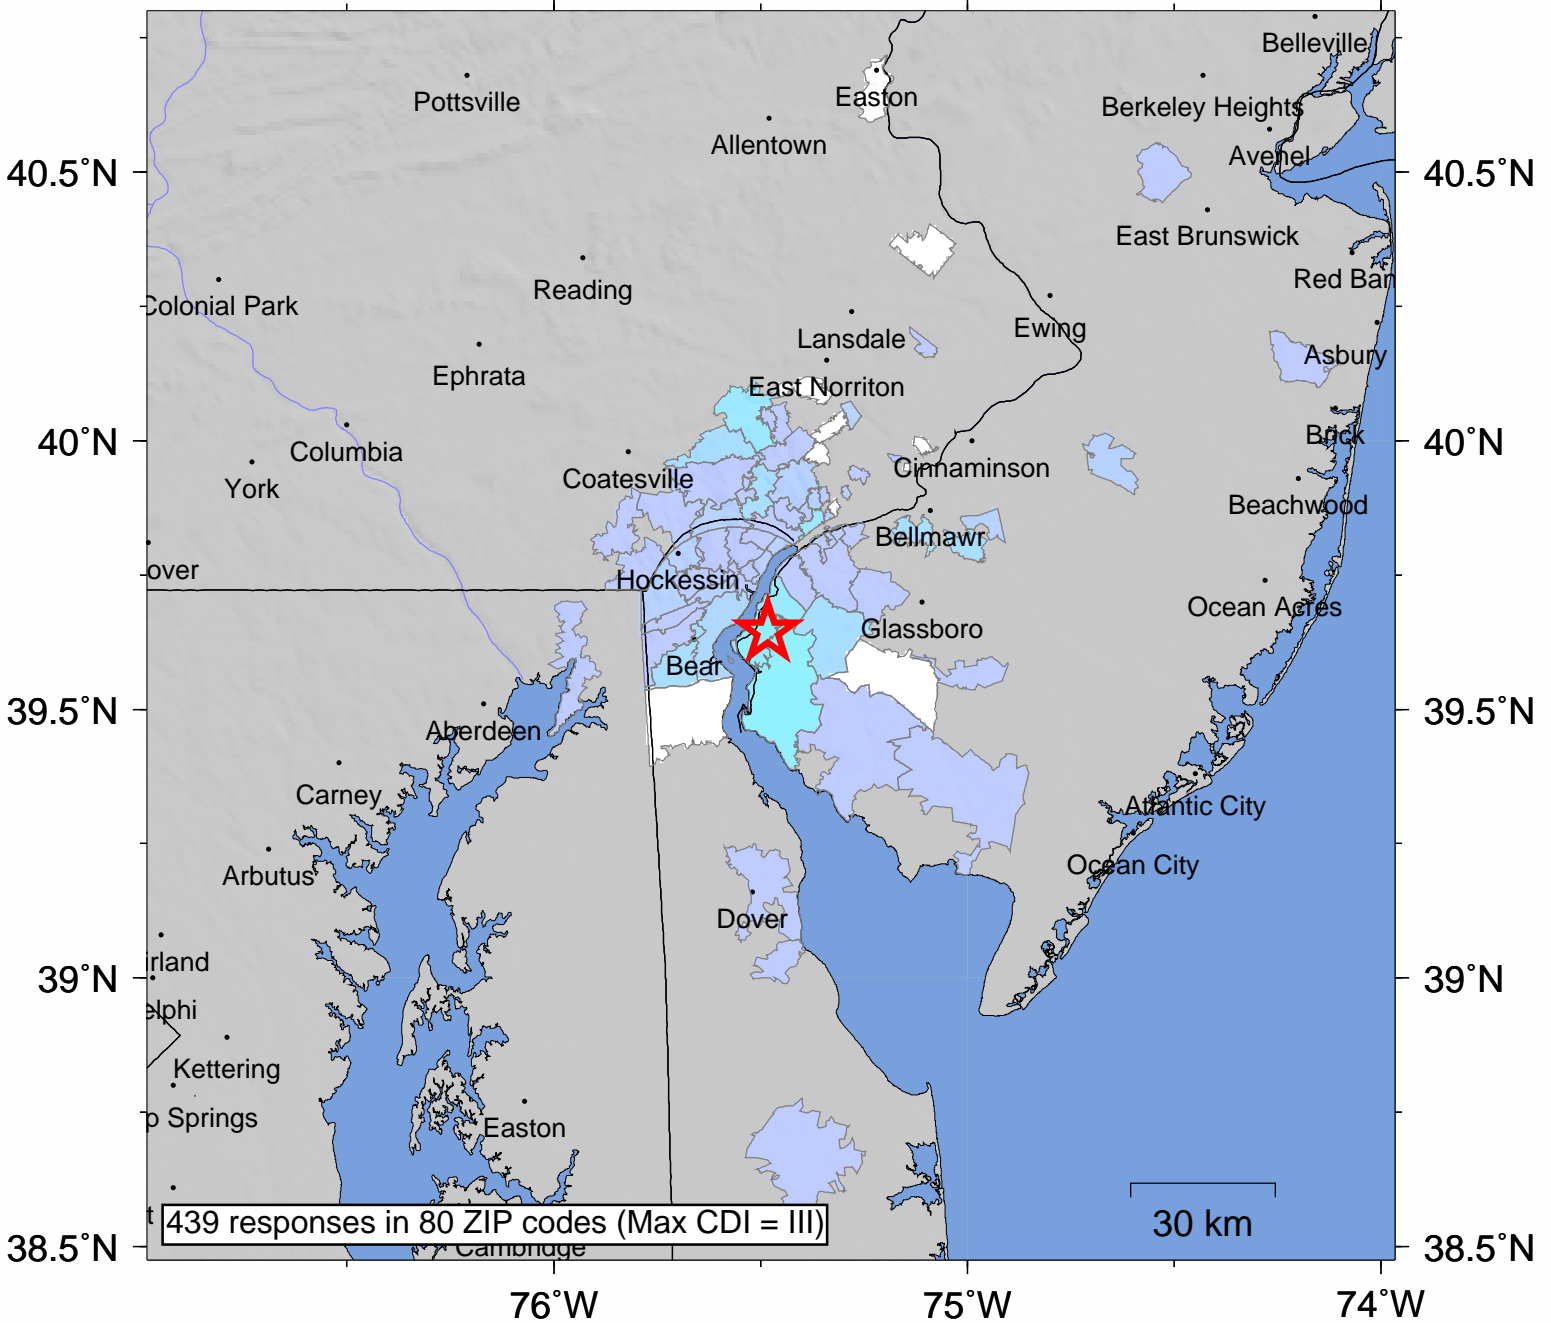 Belleville
Pottsville
Easton
Berkeley Heights
Allentown
Avenel
40.5°N
40.5°N
East Brunswick
Reading
Red Ban
Colonial Park
Ewing
Lansdale
Asbury
Ephrata
East Norriton
40°N
40°N
Brick
Columbia
Cinnaminson
Coatesville
York
Beachwood
Bellmawr
over
Hockessin
Ocean Acres
Glassboro
Bear
39.5°N
39.5°N
Aberdeen
Carney
Atlantic City
Ocean City
Arbutus
Dover
irland
39°N
39°N
elphi
Kettering
p Springs
Easton
t
439 responses in 80 ZIP codes (Max CDI = III)
30 km
Cambridge
38.5°N
38.5°N
76°W
75°W
74°W